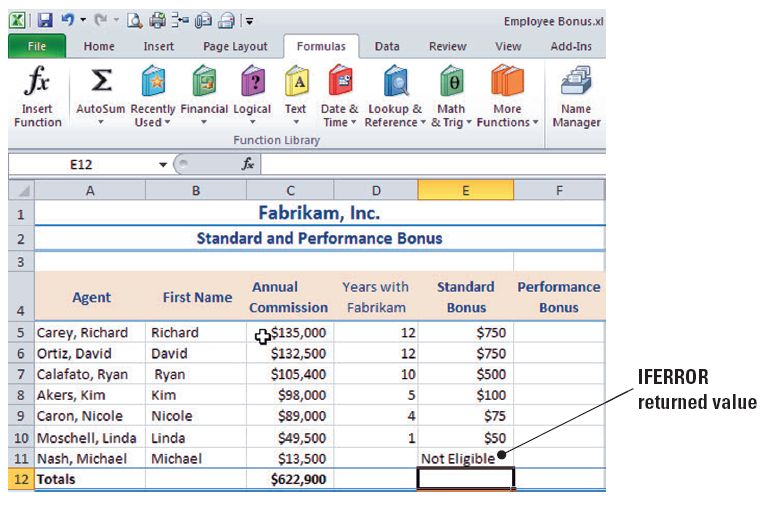 Employee Bonus.xl
File Home Insert Page Layout Formulas Data Review View Add-Ins
fx Σ ? A θ
Insert Function AutoSum Recently Used Financial Logical Text Date & Time Lookup & Reference Math & Trig More Functions Name Manager
Function Library
E12 fx
A B C D E F
1 Fabrikam, Inc.
2 Standard and Performance Bonus
3
4 Agent First Name Annual Commission Years with Fabrikam Standard Bonus Performance Bonus
5 Carey, Richard Richard $135,000 12 $750
6 Ortiz, David David $132,500 12 $750
7 Calafato, Ryan Ryan $105,400 10 $500
8 Akers, Kim Kim $98,000 5 $100
9 Caron, Nicole Nicole $89,000 4 $75
10 Moschell, Linda Linda $49,500 1 $50
11 Nash, Michael Michael $13,500 Not Eligible
12 Totals $622,900
IFERROR
returned value